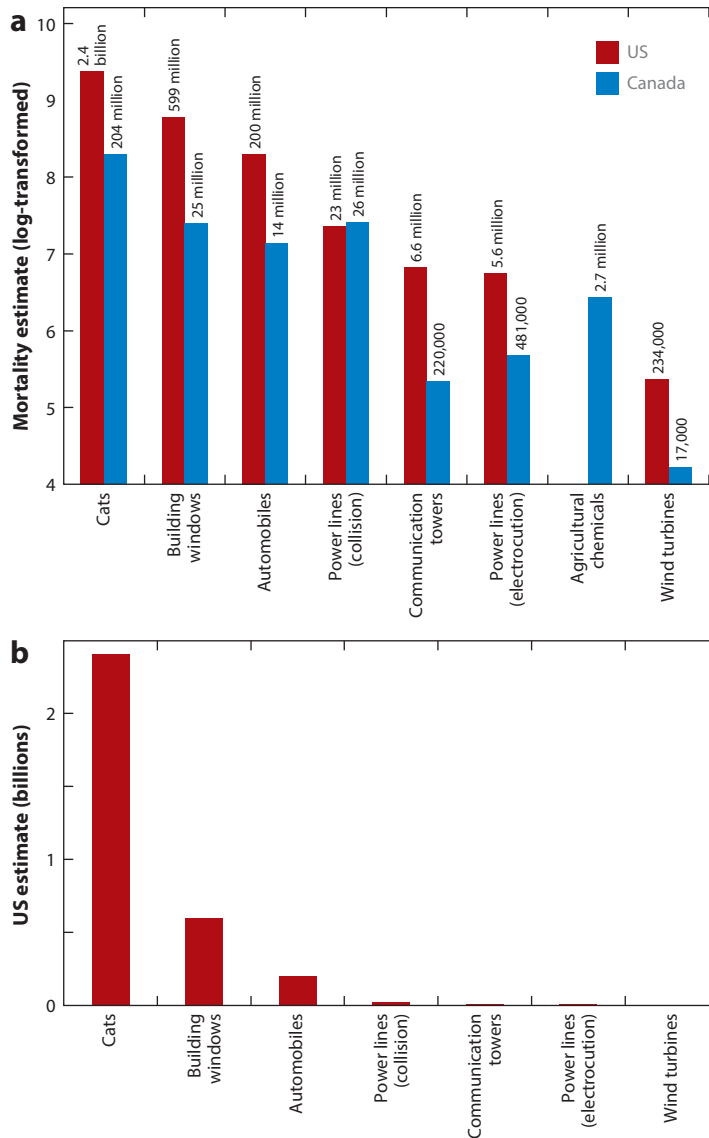 a
Mortality estimate (log-transformed)
10
9
8
7
6
5
4
US
Canada
2.4
billion
204 million
599 million
25 million
200 million
14 million
23 million
26 million
6.6 million
220,000
5.6 million
481,000
2.7 million
234,000
17,000
Cats
Building
windows
Automobiles
Power lines
(collision)
Communication
towers
Power lines
(electrocution)
Agricultural
chemicals
Wind turbines
b
US estimate (billions)
2
1
0
Cats
Building
windows
Automobiles
Power lines
(collision)
Communication
towers
Power lines
(electrocution)
Wind turbines